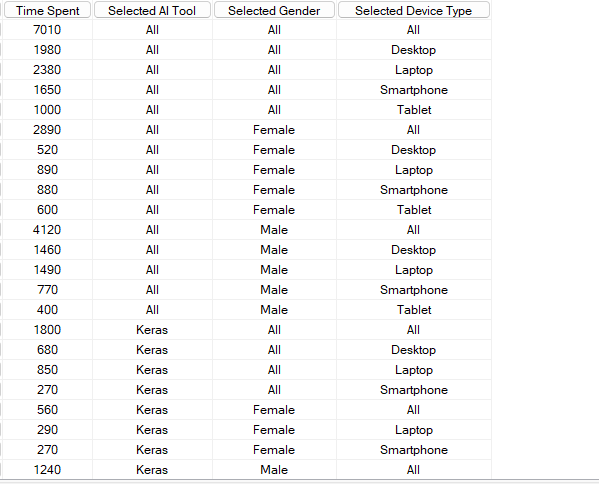 Time Spent Selected AI Tool Selected Gender Selected Device Type
7010 All All All
1980 All All Desktop
2380 All All Laptop
1650 All All Smartphone
1000 All All Tablet
2890 All Female All
520 All Female Desktop
890 All Female Laptop
880 All Female Smartphone
600 All Female Tablet
4120 All Male All
1460 All Male Desktop
1490 All Male Laptop
770 All Male Smartphone
400 All Male Tablet
1800 Keras All All
680 Keras All Desktop
850 Keras All Laptop
270 Keras All Smartphone
560 Keras Female All
290 Keras Female Laptop
270 Keras Female Smartphone
1240 Keras Male All